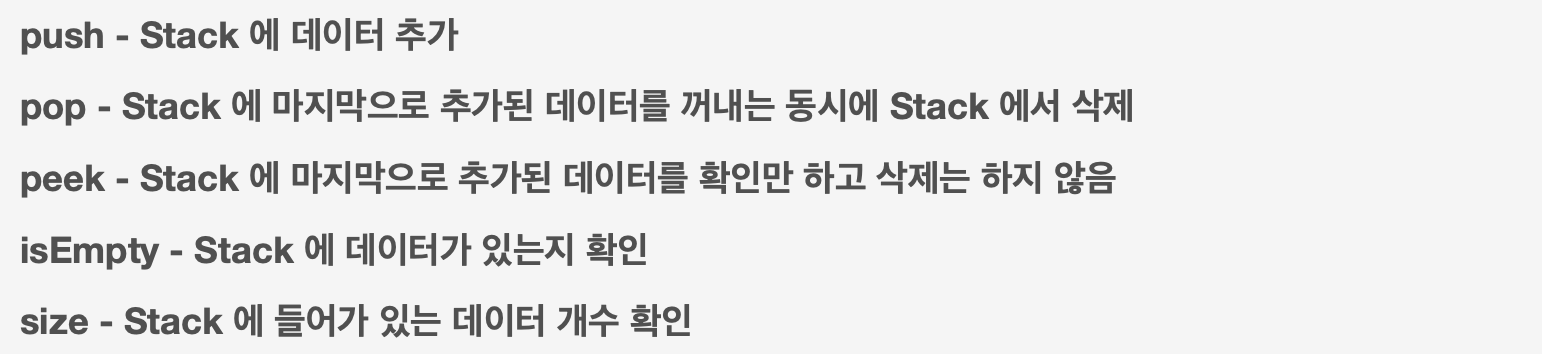 push - Stack 에 데이터 추가
pop - Stack 에 마지막으로 추가된 데이터를 꺼내는 동시에 Stack 에서 삭제
peek - Stack 에 마지막으로 추가된 데이터를 확인만 하고 삭제는 하지 않음
isEmpty - Stack 에 데이터가 있는지 확인
size - Stack 에 들어가 있는 데이터 개수 확인